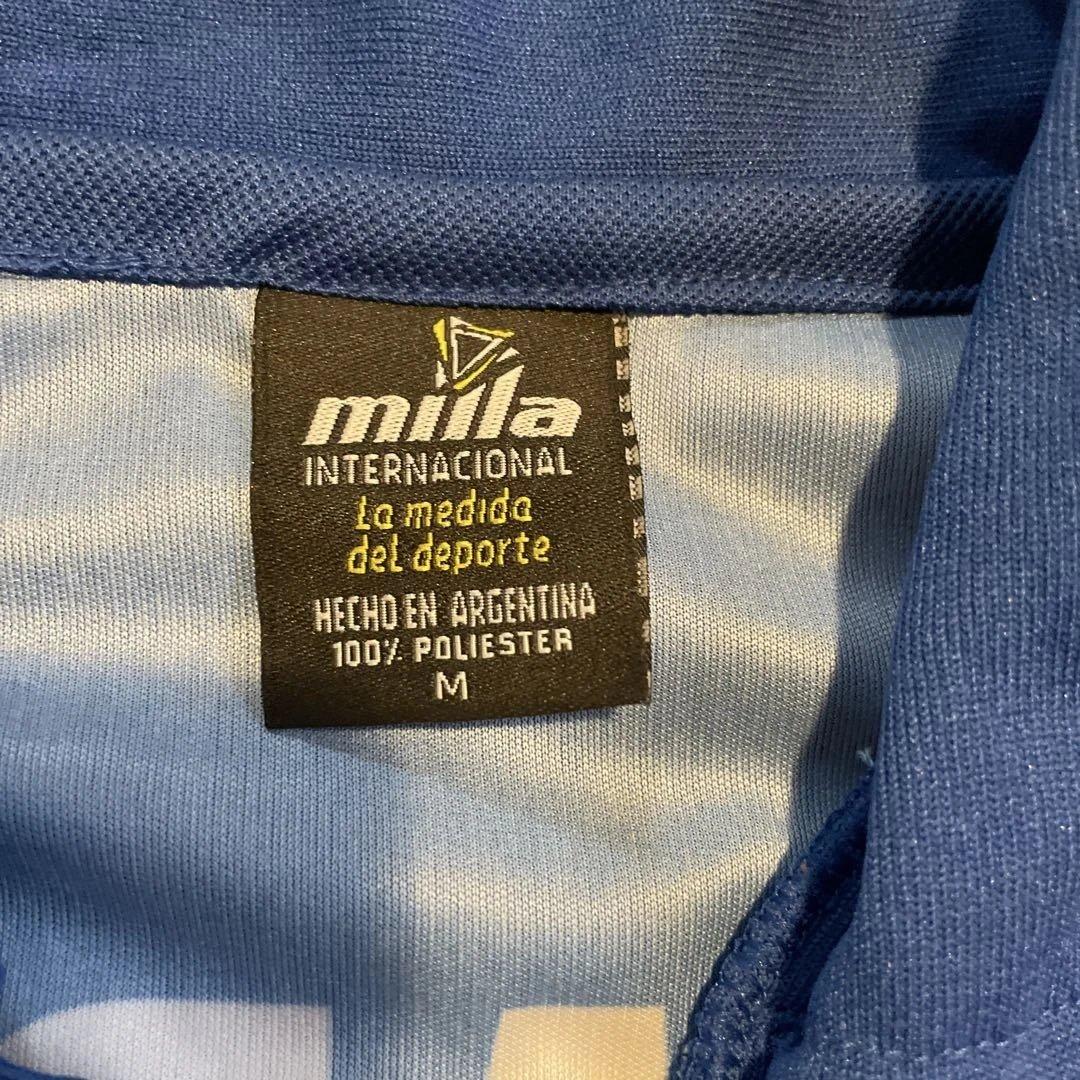 milla
INTERNACIONAL
La medida
del deporte
HECHO EN ARGENTINA
100% POLIESTER
M